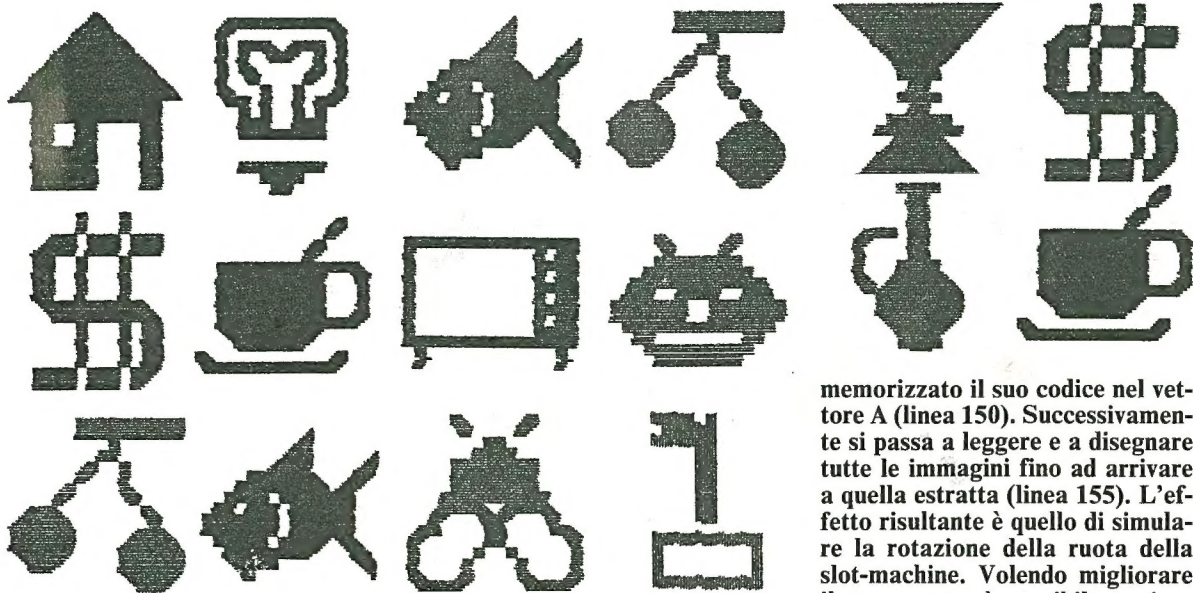 memorizzato il suo codice nel vet-
tore A (linea 150). Successivamen-
te si passa a leggere e a disegnare
tutte le immagini fino ad arrivare
a quella estratta (linea 155). L'ef-
fetto risultante è quello di simula-
re la rotazione della ruota della
slot-machine. Volendo migliorare